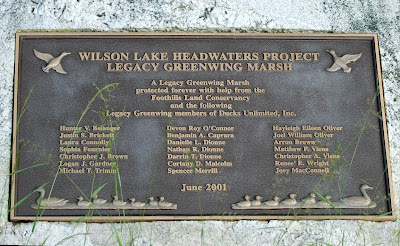 WILSON LAKE HEADWATERS PROJECT
LEGACY GREENWING MARSH
A Legacy Greenwing Marsh
protected forever with help from the
Foothills Land Conservancy
and the following
Legacy Greenwing members of Ducks Unlimited, Inc.
Hunter V. Belanger
Justin S. Brickett
Laura Connolly
Sophia Fournier
Christopher J. Brown
Logan J. Gardner
Michael T. Trimm
Devon Roy O'Connor
Benjamin A. Caprara
Danielle L. Dionne
Nathan R. Dionne
Darrin T. Dionne
Cortany D. Malcolm
Spencer Merrill
Hayleigh Eileen Oliver
Joel William Oliver
Arron Brown
Matthew P. Viens
Christopher A. Viens
Renee' E. Wright
Joey MacConnell
June 2001